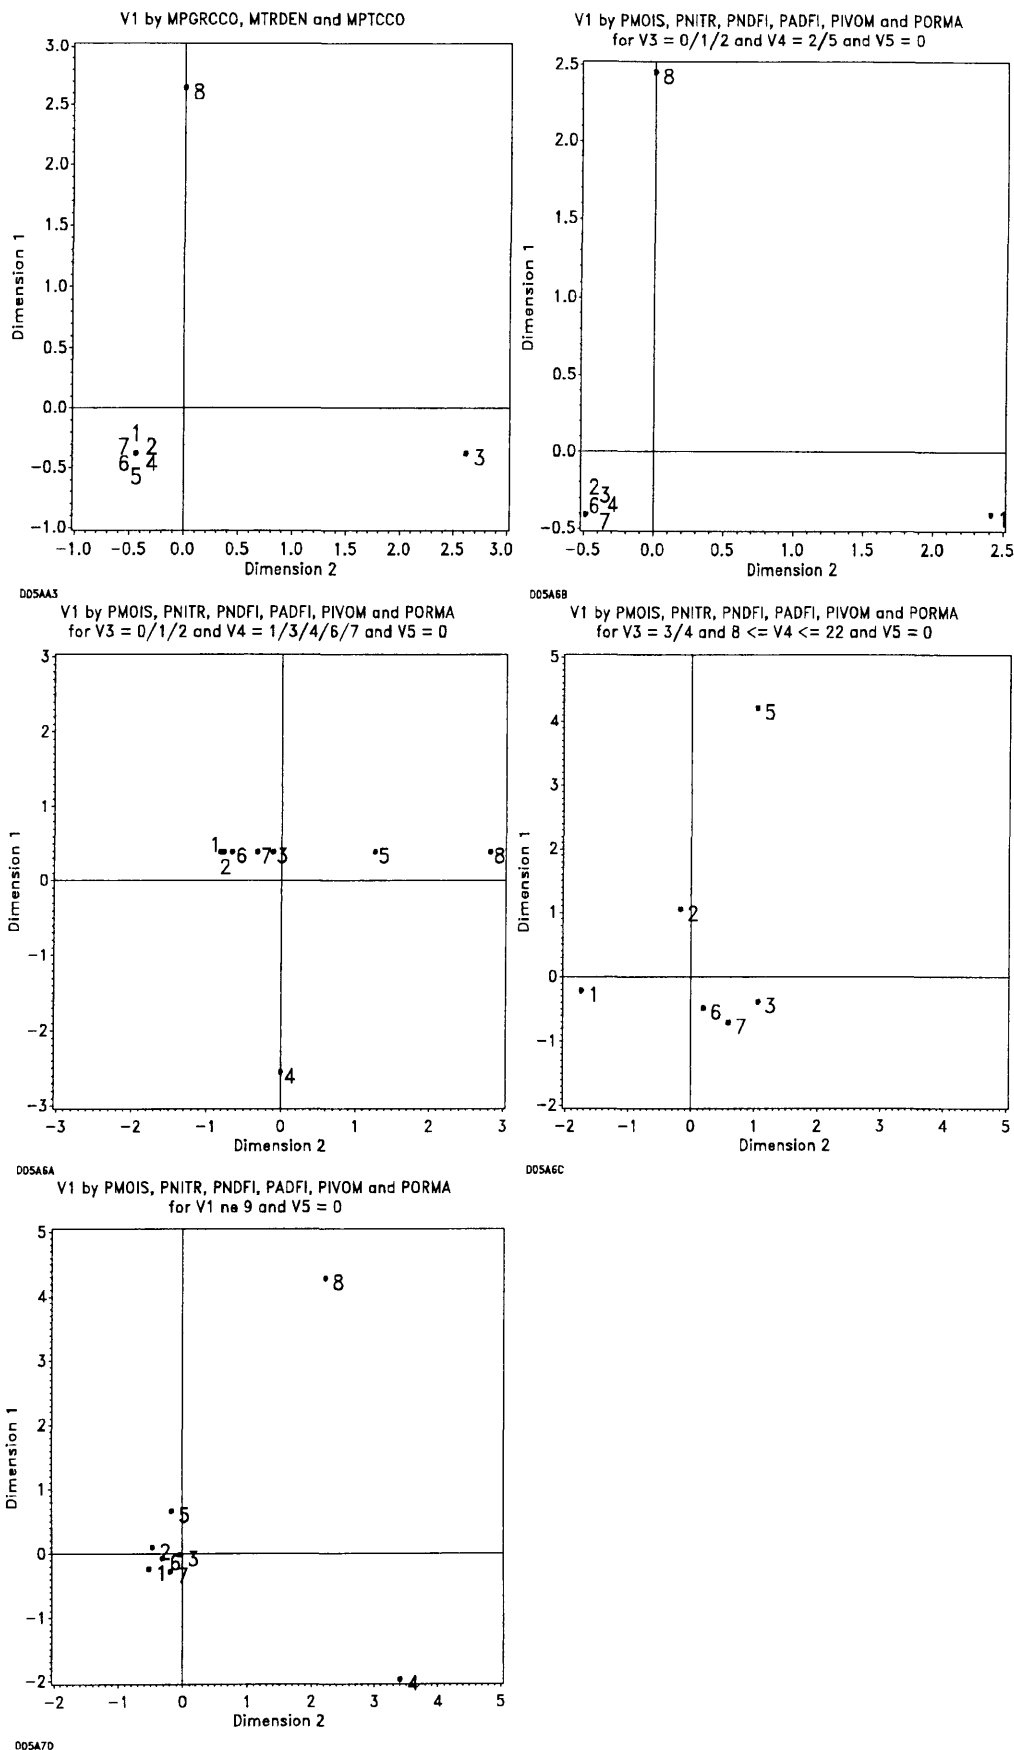 V1 by MPGRCCO, MTRDEN and MPTCCO
3.0
2.5
2.0
1.5
1.0
0.5
0.0
-0.5
-1.0
Dimension 1
8
1
7 2
6 4
5
3
-1.0 -0.5 0.0 0.5 1.0 1.5 2.0 2.5 3.0
Dimension 2
DD5AA3
V1 by PMOIS, PNITR, PNDFI, PADFI, PIVOM and PORMA
for V3 = 0/1/2 and V4 = 2/5 and V5 = 0
2.5
2.0
1.5
1.0
0.5
0.0
-0.5
Dimension 1
8
2 3
6 4
7
1
-0.5 0.0 0.5 1.0 1.5 2.0 2.5
Dimension 2
DD5A6B
V1 by PMOIS, PNITR, PNDFI, PADFI, PIVOM and PORMA
for V3 = 0/1/2 and V4 = 1/3/4/6/7 and V5 = 0
3
2
1
0
-1
-2
-3
Dimension 1
1 6 7 3 5 8
2
4
-3 -2 -1 0 1 2 3
Dimension 2
DD5A6A
V1 by PMOIS, PNITR, PNDFI, PADFI, PIVOM and PORMA
for V3 = 3/4 and 8 <= V4 <= 22 and V5 = 0
5
4
3
2
1
0
-1
-2
Dimension 1
5
2
1
6 3
7
-2 -1 0 1 2 3 4 5
Dimension 2
DD5A6C
V1 by PMOIS, PNITR, PNDFI, PADFI, PIVOM and PORMA
for V1 ne 9 and V5 = 0
5
4
3
2
1
0
-1
-2
Dimension 1
8
5
2
6 3
1 7
4
-2 -1 0 1 2 3 4 5
Dimension 2
DD5A7D